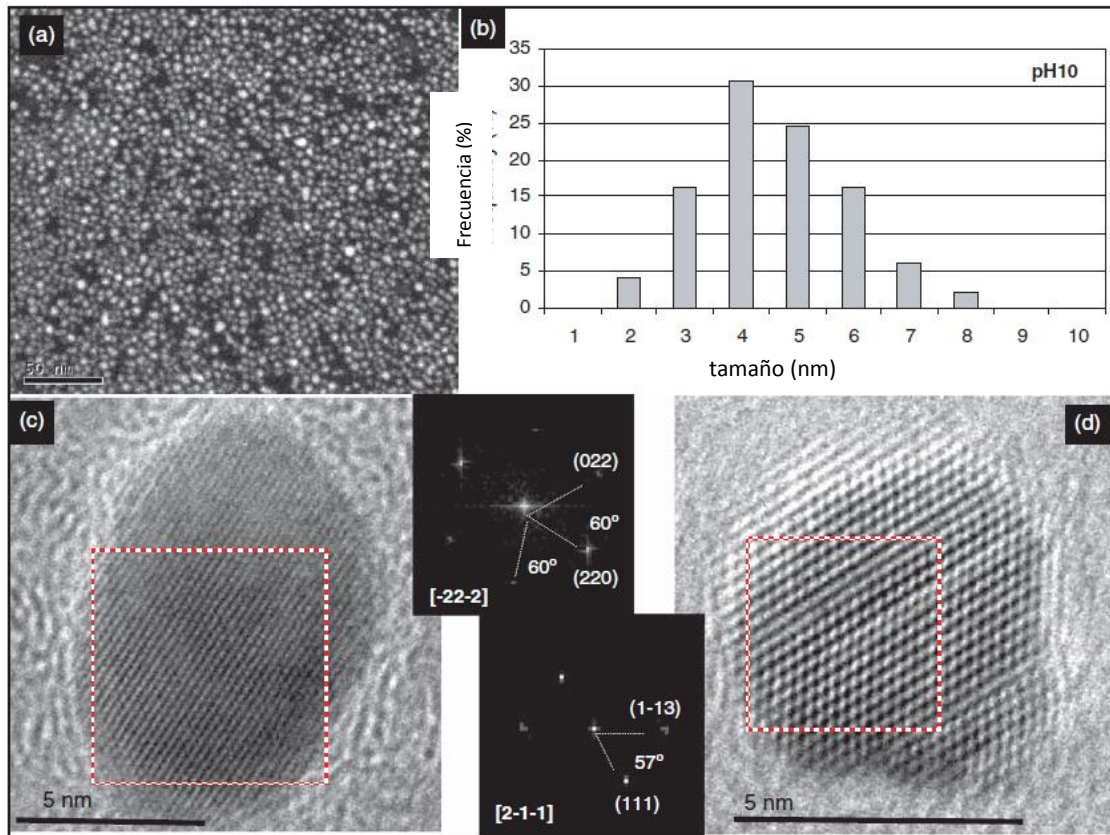 (a)
50 nm
(b)
35
30
25
20
15
10
5
0
Frecuencia (%)
pH10
1 2 3 4 5 6 7 8 9 10
tamaño (nm)
(c)
5 nm
(022)
60º
60º
(220)
[-22-2]
(1-13)
57º
(111)
[2-1-1]
(d)
5 nm